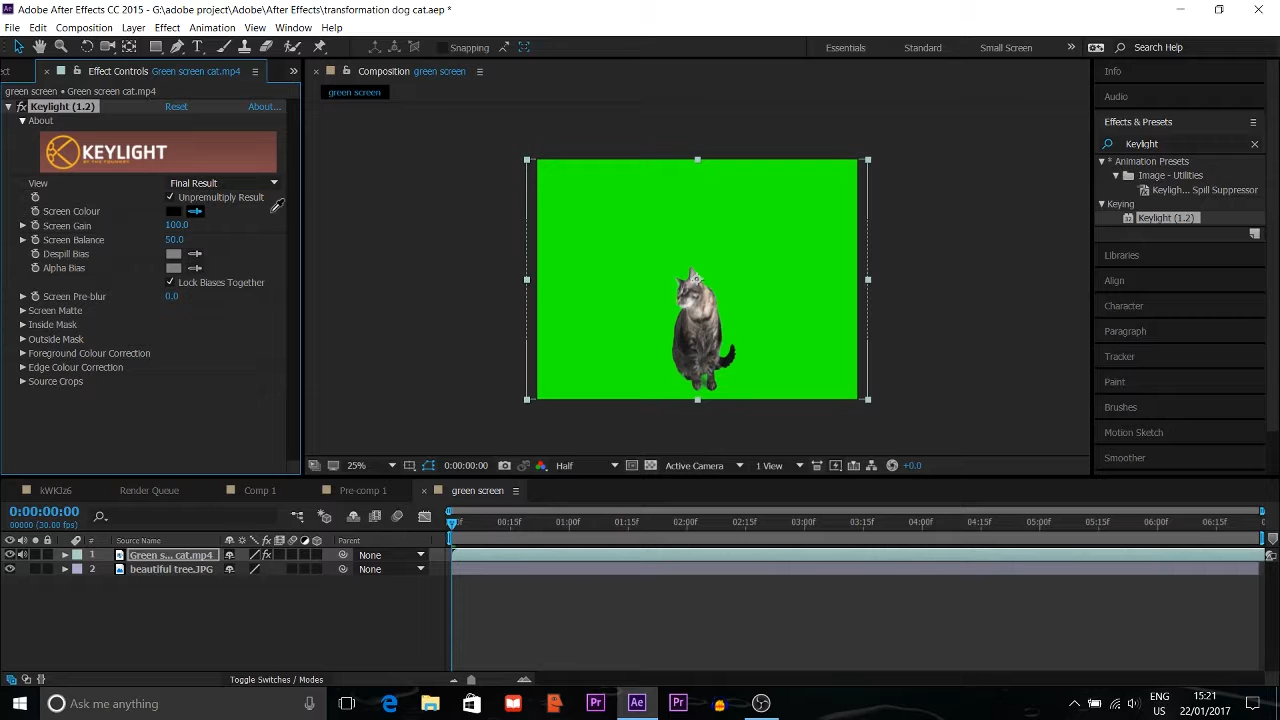 Adobe After Effects CC 2015 - G:\adobe project\Adobe\After Effects\transformation dog cat.aep *
File Edit Composition Layer Effect Animation View Window Help
Snapping Essentials Standard Small Screen Search Help
Effect Controls Green screen cat.mp4
green screen • Green screen cat.mp4
Keylight (1.2) Reset About...
About
KEYLIGHT
BY THE FOUNDRY
View Final Result
Unpremultiply Result
Screen Colour
Screen Gain 100.0
Screen Balance 50.0
Despill Bias
Alpha Bias
Lock Biases Together
Screen Pre-blur 0.0
Screen Matte
Inside Mask
Outside Mask
Foreground Colour Correction
Edge Colour Correction
Source Crops
Composition green screen
green screen
25% 0:00:00:00 Half Active Camera 1 View +0.0
Info
Audio
Effects & Presets
Keylight
* Animation Presets
Image - Utilities
Keyligh... Spill Suppressor
Keying
Keylight (1.2)
Libraries
Align
Character
Paragraph
Tracker
Paint
Brushes
Motion Sketch
Smoother
kWKJz6 Render Queue Comp 1 Pre-comp 1 green screen
0:00:00:00
00000 (30.00 fps)
00:15f 01:00f 01:15f 02:00f 02:15f 03:00f 03:15f 04:00f 04:15f 05:00f 05:15f 06:00f 06:15f
# Source Name Parent
1 Green s... cat.mp4 None
2 beautiful tree.JPG None
Toggle Switches / Modes
Ask me anything
ENG
US
15:21
22/01/2017